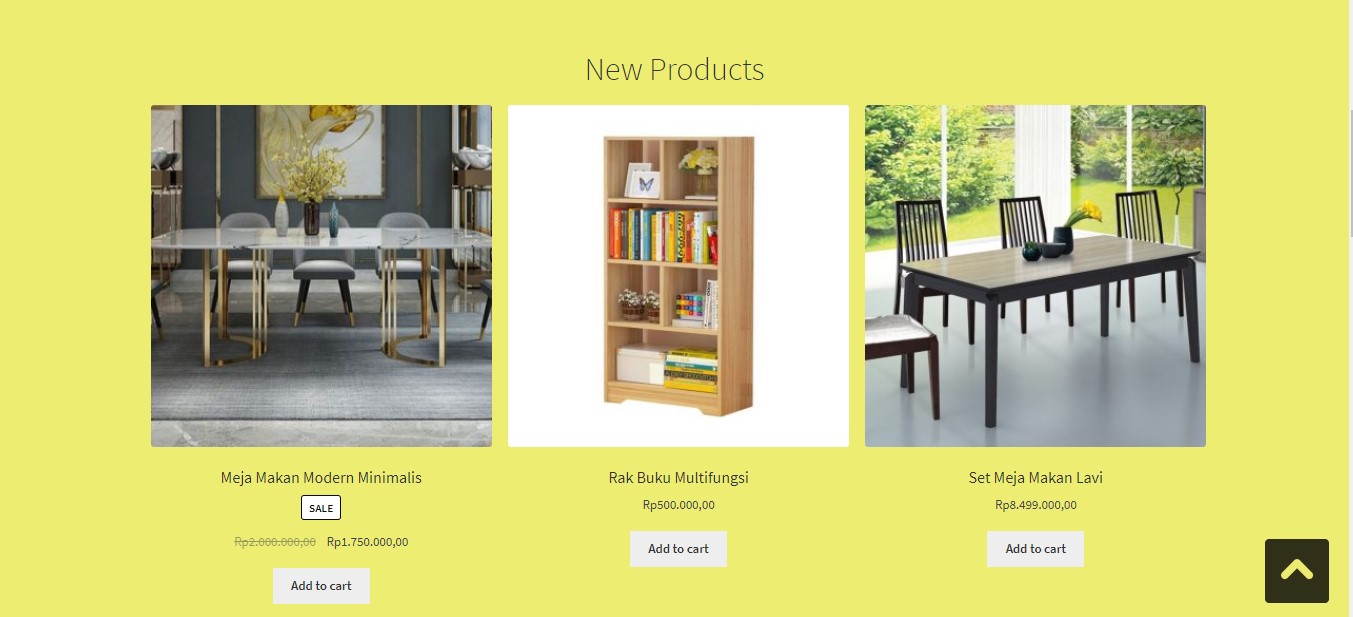 New Products
Meja Makan Modern Minimalis
SALE
Rp2.000.000,00 Rp1.750.000,00
Add to cart
Rak Buku Multifungsi
Rp500.000,00
Add to cart
Set Meja Makan Lavi
Rp8.499.000,00
Add to cart